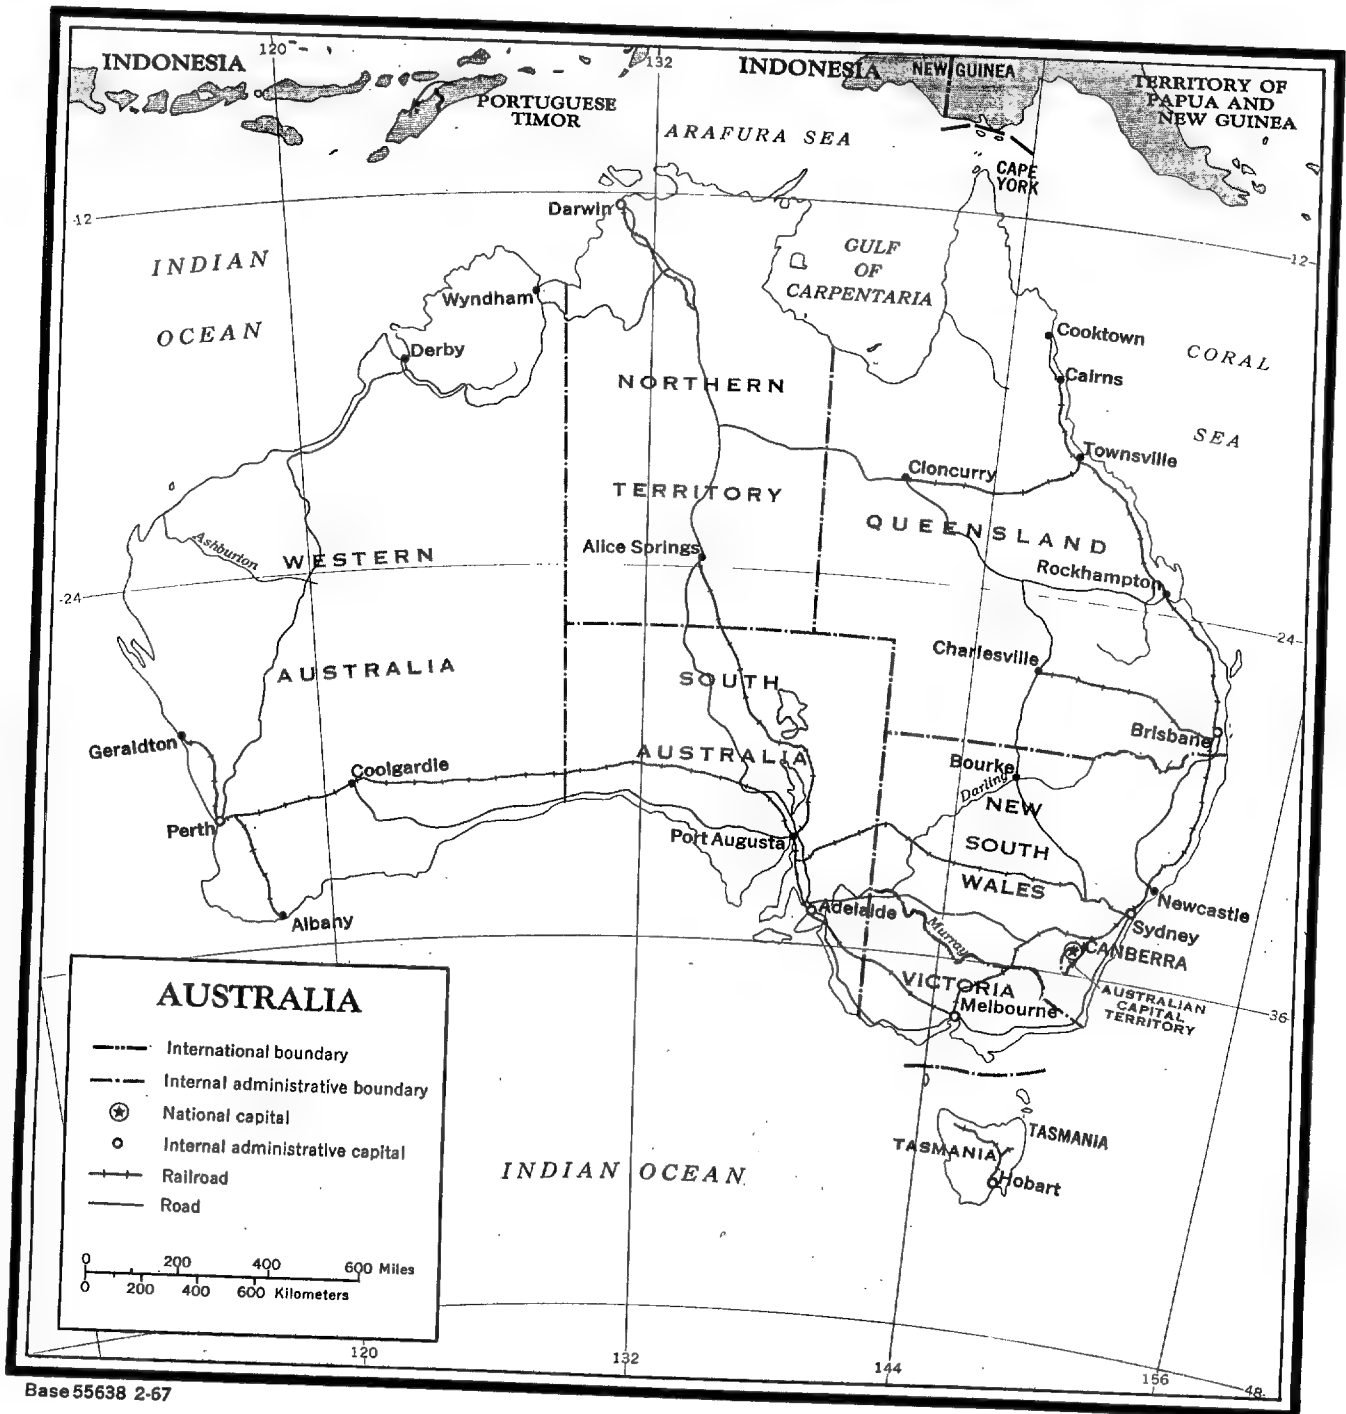 120
132
INDONESIA
INDONESIA
NEW GUINEA
TERRITORY OF
PAPUA AND
NEW GUINEA
PORTUGUESE
TIMOR
ARAFURA SEA
CAPE
YORK
12
12
Darwin
INDIAN
OCEAN
GULF
OF
CARPENTARIA
Wyndham
Derby
Cooktown
Cairns
CORAL
SEA
NORTHERN
TERRITORY
Townsville
Cloncurry
QUEENSLAND
Ashburton
WESTERN
AUSTRALIA
Alice Springs
Rockhampton
24
24
Charlesville
SOUTH
AUSTRALIA
Brisbane
Geraldton
Coolgardie
Bourke
Darling
NEW
SOUTH
WALES
Perth
Port Augusta
Albany
Adelaide
Murray
Newcastle
Sydney
CANBERRA
VICTORIA
Melbourne
AUSTRALIAN
CAPITAL
TERRITORY
36
TASMANIA
TASMANIA
Hobart
INDIAN OCEAN
AUSTRALIA
International boundary
Internal administrative boundary
National capital
Internal administrative capital
Railroad
Road
0 200 400 600 Miles
0 200 400 600 Kilometers
120
132
144
156
48
Base 55638 2-67